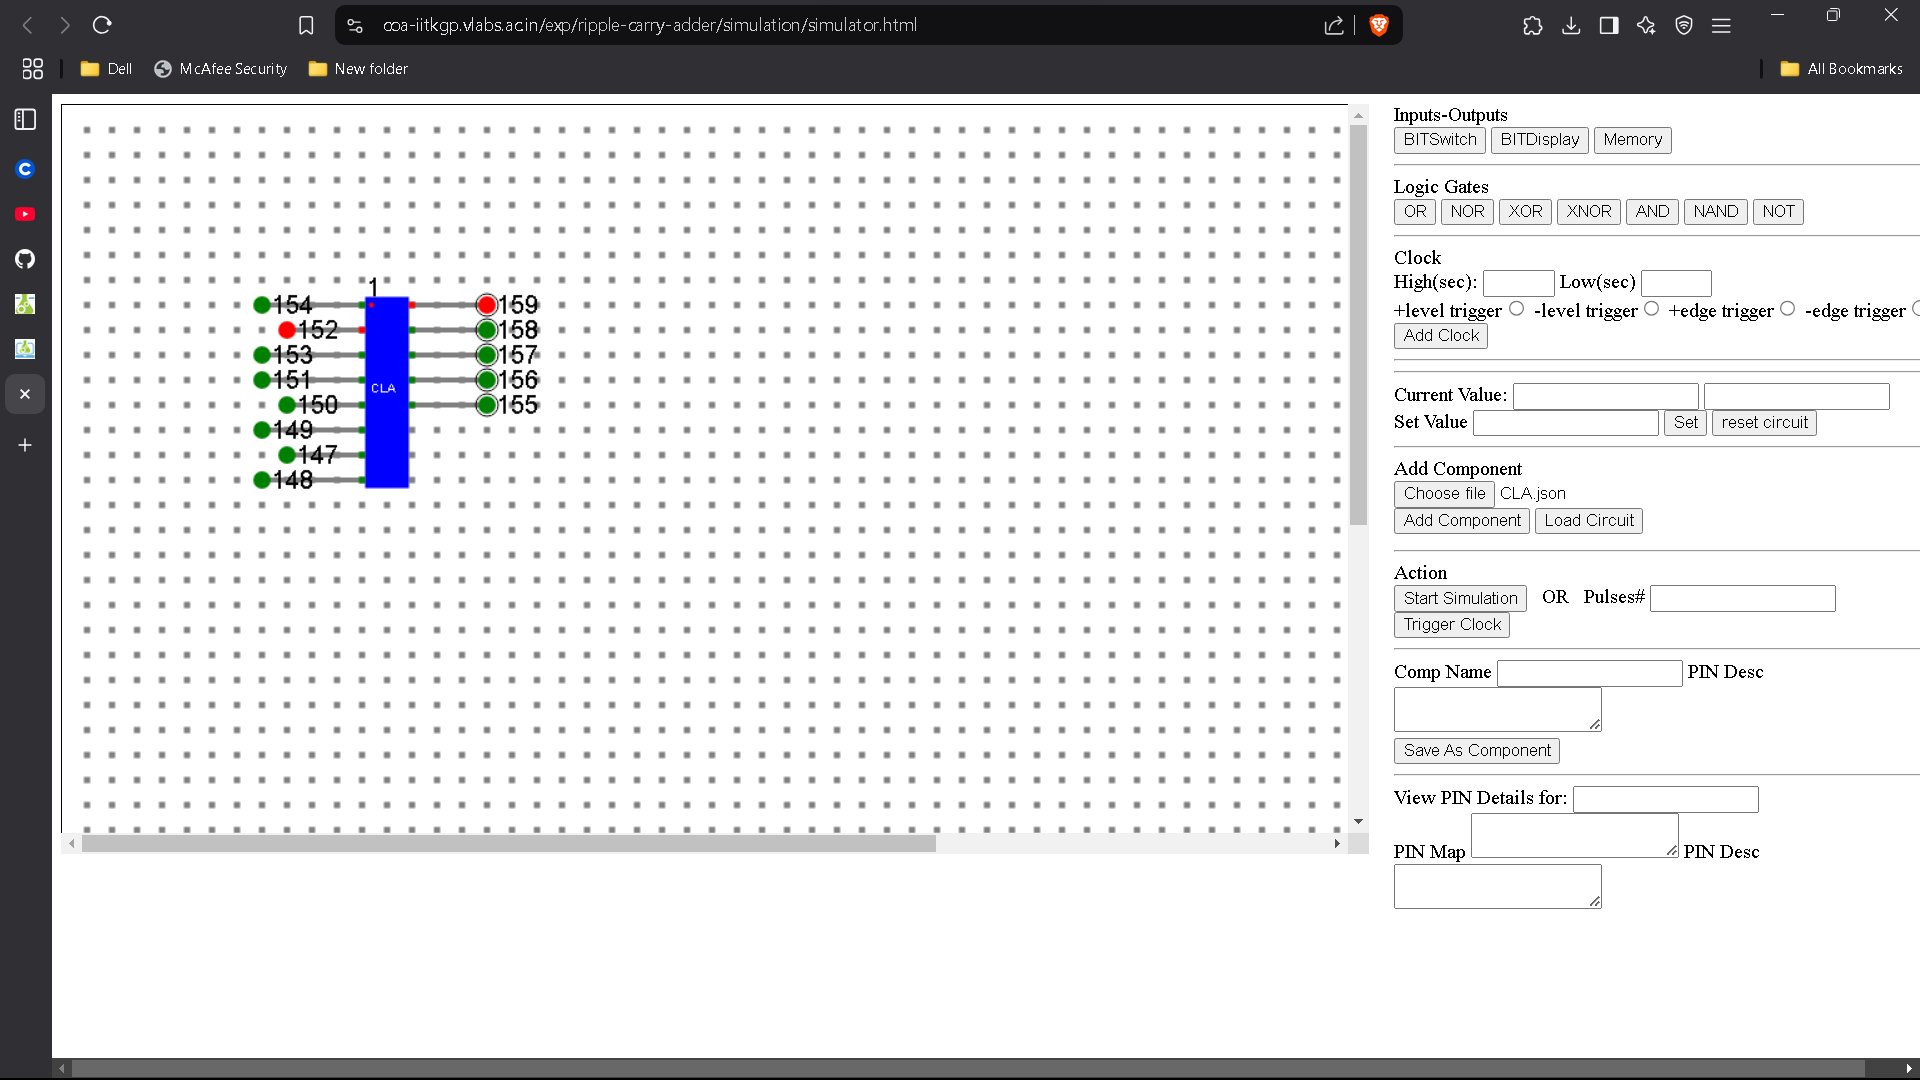 coa-iitkgp.vlabs.ac.in/exp/ripple-carry-adder/simulation/simulator.html
Dell McAfee Security New folder All Bookmarks
1
154 159
152 158
153 157
151 156
CLA
150 155
149
147
148
Inputs-Outputs
BITSwitch BITDisplay Memory
Logic Gates
OR NOR XOR XNOR AND NAND NOT
Clock
High(sec): Low(sec)
+level trigger -level trigger +edge trigger -edge trigger
Add Clock
Current Value:
Set Value Set reset circuit
Add Component
Choose file CLA.json
Add Component Load Circuit
Action
Start Simulation OR Pulses#
Trigger Clock
Comp Name PIN Desc
Save As Component
View PIN Details for:
PIN Map PIN Desc